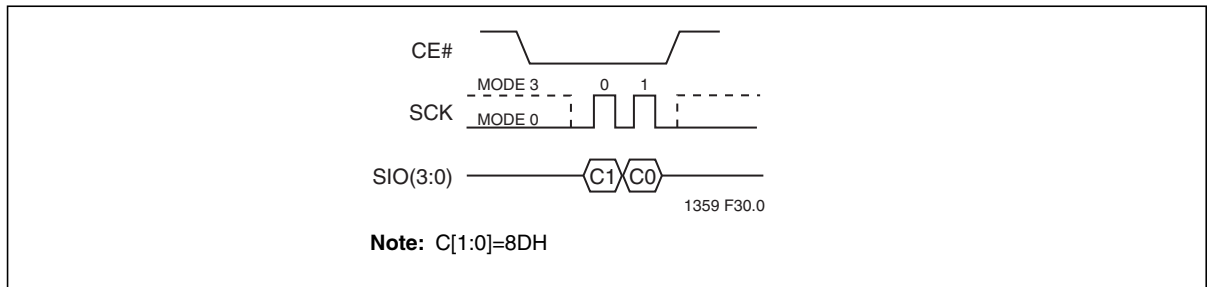 CE#
MODE 3 0 1
SCK
MODE 0
SIO(3:0) C1 C0
1359 F30.0
Note: C[1:0]=8DH